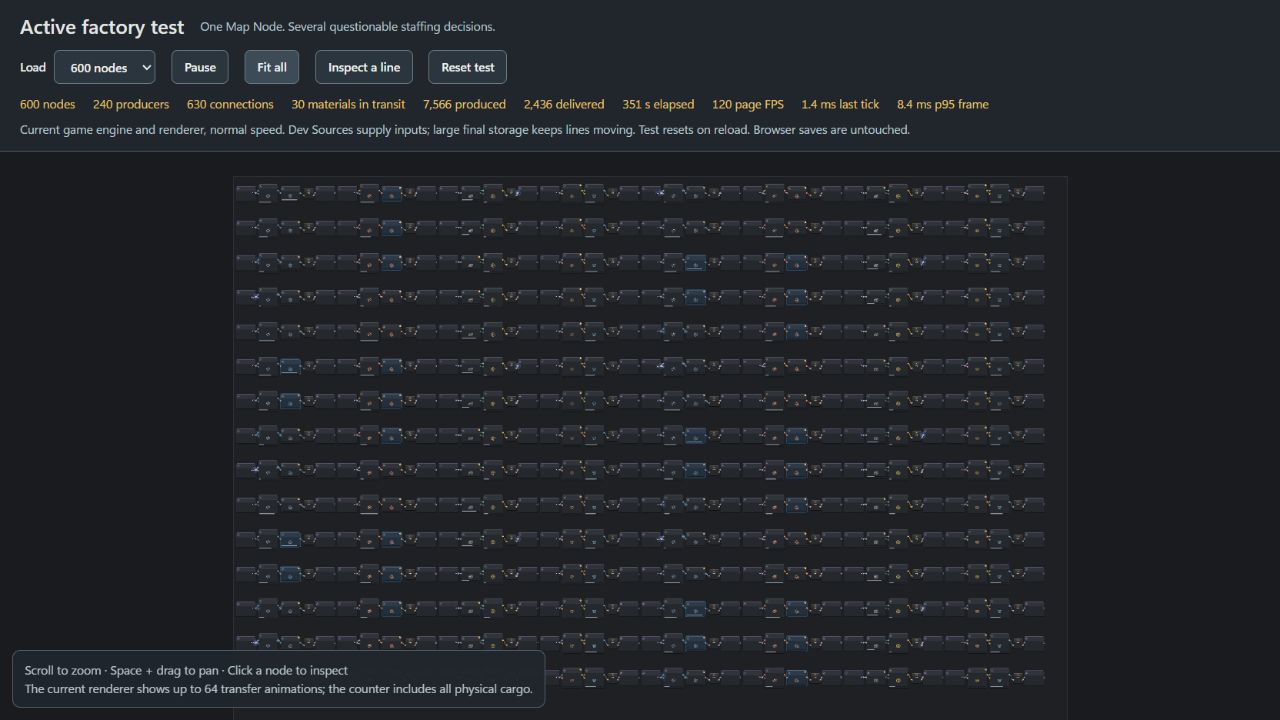 Active factory test One Map Node. Several questionable staffing decisions.
Load 600 nodes Pause Fit all Inspect a line Reset test
600 nodes 240 producers 630 connections 30 materials in transit 7,566 produced 2,436 delivered 351 s elapsed 120 page FPS 1.4 ms last tick 8.4 ms p95 frame
Current game engine and renderer, normal speed. Dev Sources supply inputs; large final storage keeps lines moving. Test resets on reload. Browser saves are untouched.
Scroll to zoom · Space + drag to pan · Click a node to inspect
The current renderer shows up to 64 transfer animations; the counter includes all physical cargo.